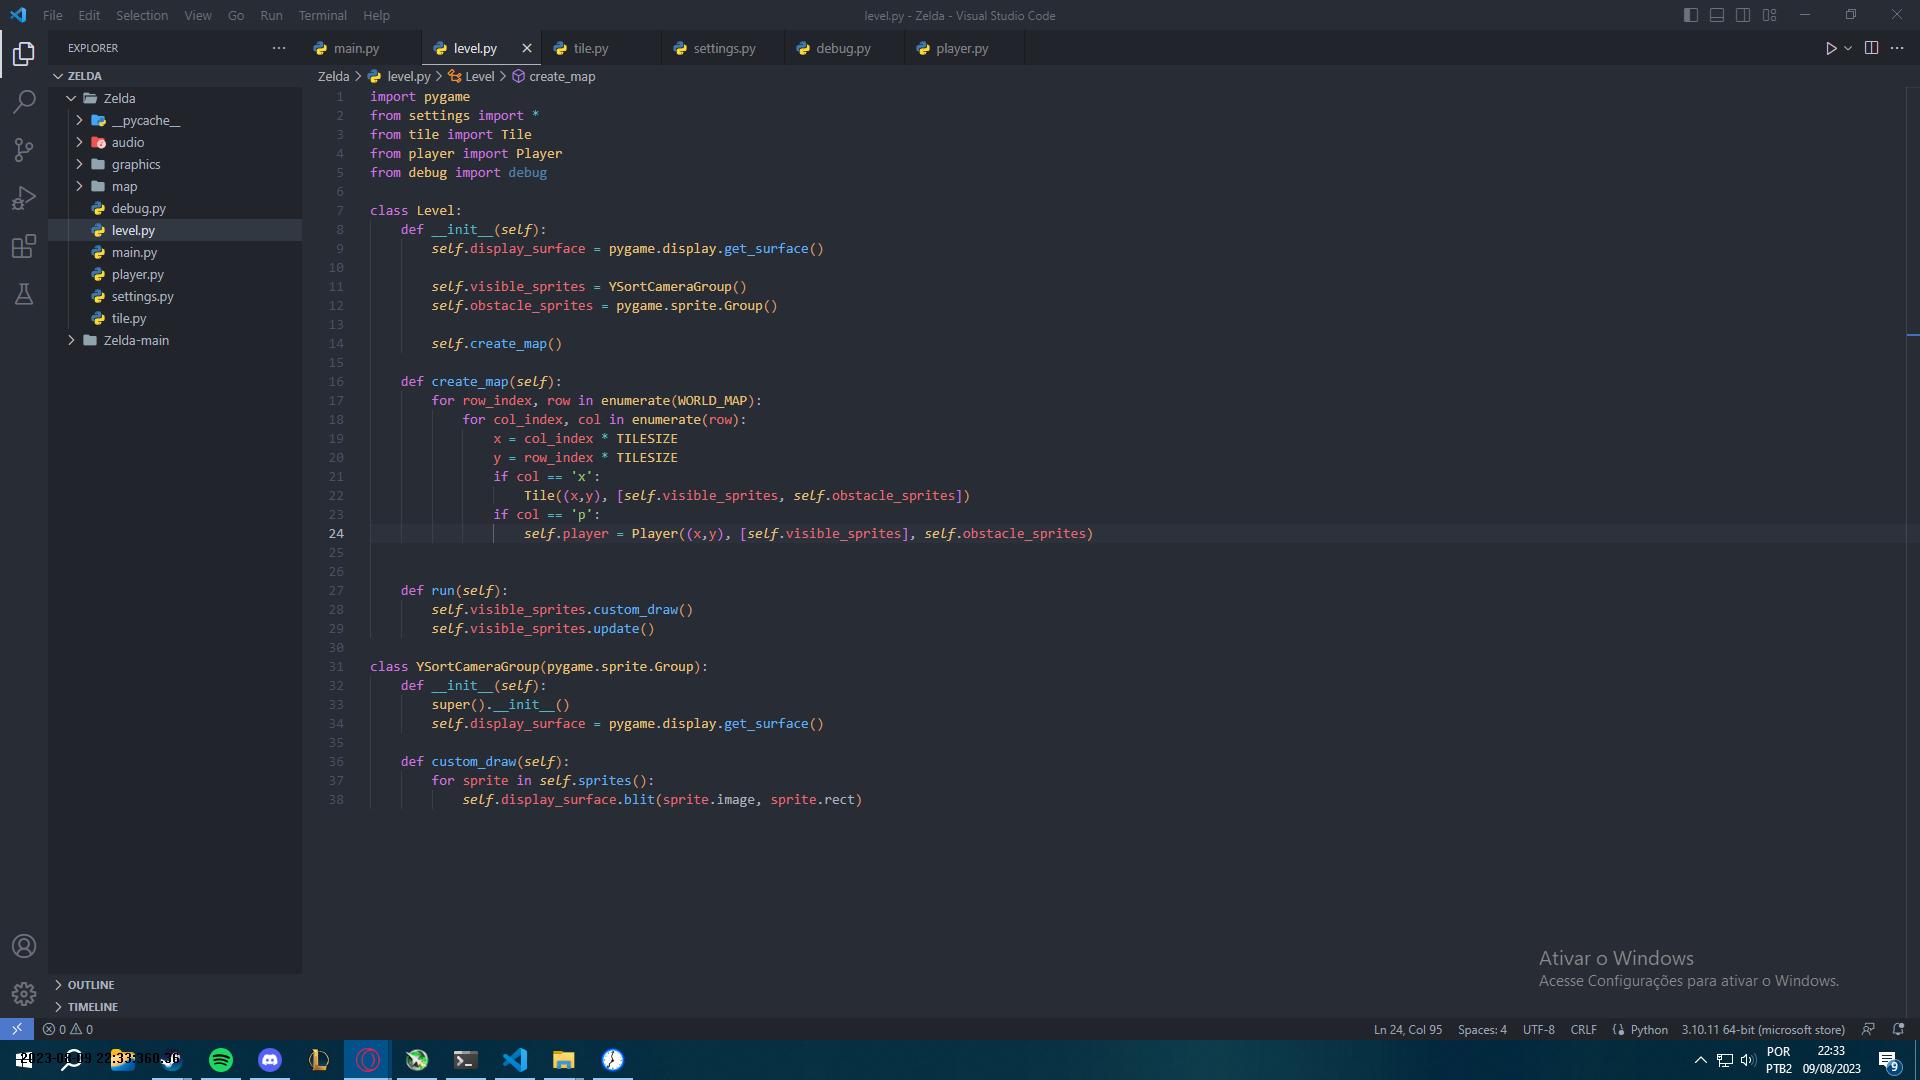 File Edit Selection View Go Run Terminal Help
level.py - Zelda - Visual Studio Code
EXPLORER
main.py
level.py
tile.py
settings.py
debug.py
player.py
ZELDA
Zelda
__pycache__
audio
graphics
map
debug.py
level.py
main.py
player.py
settings.py
tile.py
Zelda-main
OUTLINE
TIMELINE
Zelda > level.py > Level > create_map
1 import pygame
2 from settings import *
3 from tile import Tile
4 from player import Player
5 from debug import debug
6
7 class Level:
8 def __init__(self):
9 self.display_surface = pygame.display.get_surface()
10
11 self.visible_sprites = YSortCameraGroup()
12 self.obstacle_sprites = pygame.sprite.Group()
13
14 self.create_map()
15
16 def create_map(self):
17 for row_index, row in enumerate(WORLD_MAP):
18 for col_index, col in enumerate(row):
19 x = col_index * TILESIZE
20 y = row_index * TILESIZE
21 if col == 'x':
22 Tile((x,y), [self.visible_sprites, self.obstacle_sprites])
23 if col == 'p':
24 self.player = Player((x,y), [self.visible_sprites], self.obstacle_sprites)
25
26
27 def run(self):
28 self.visible_sprites.custom_draw()
29 self.visible_sprites.update()
30
31 class YSortCameraGroup(pygame.sprite.Group):
32 def __init__(self):
33 super().__init__()
34 self.display_surface = pygame.display.get_surface()
35
36 def custom_draw(self):
37 for sprite in self.sprites():
38 self.display_surface.blit(sprite.image, sprite.rect)
Ativar o Windows
Acesse Configurações para ativar o Windows.
0 0
Ln 24, Col 95 Spaces: 4 UTF-8 CRLF Python 3.10.11 64-bit (microsoft store)
POR
PTB2
22:33
09/08/2023
9